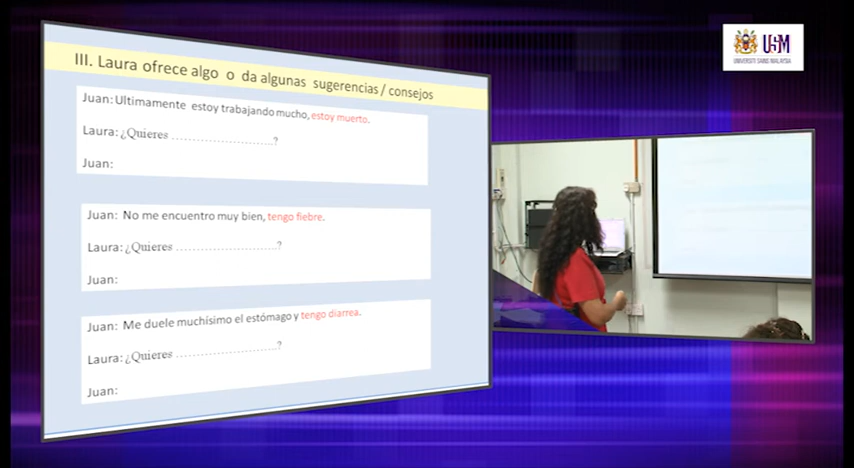 III. Laura ofrece algo o da algunas sugerencias / consejos
Juan: Ultimamente estoy trabajando mucho, estoy muerto.
Laura: ¿Quieres ..............................?
Juan:
Juan: No me encuentro muy bien, tengo fiebre.
Laura: ¿Quieres ..............................?
Juan:
Juan: Me duele muchísimo el estómago y tengo diarrea.
Laura: ¿Quieres ..............................?
Juan:
USM
UNIVERSITI SAINS MALAYSIA